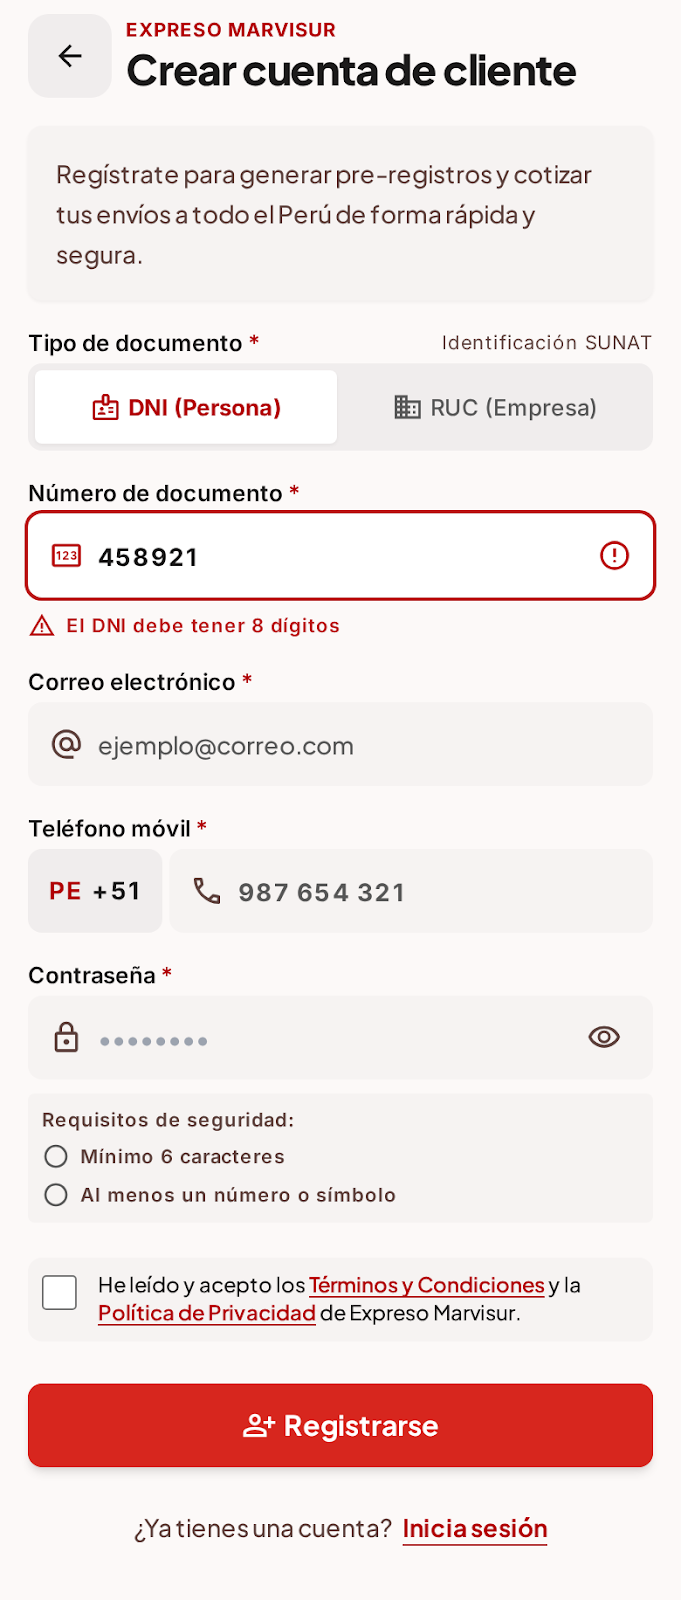 EXPRESO MARVISUR
Crear cuenta de cliente
Regístrate para generar pre-registros y cotizar
tus envíos a todo el Perú de forma rápida y
segura.
Tipo de documento *
Identificación SUNAT
DNI (Persona)
RUC (Empresa)
Número de documento *
123 458921
El DNI debe tener 8 dígitos
Correo electrónico *
ejemplo@correo.com
Teléfono móvil *
PE +51
987 654 321
Contraseña *
••••••••
Requisitos de seguridad:
Mínimo 6 caracteres
Al menos un número o símbolo
He leído y acepto los Términos y Condiciones y la
Política de Privacidad de Expreso Marvisur.
Registrarse
¿Ya tienes una cuenta? Inicia sesión